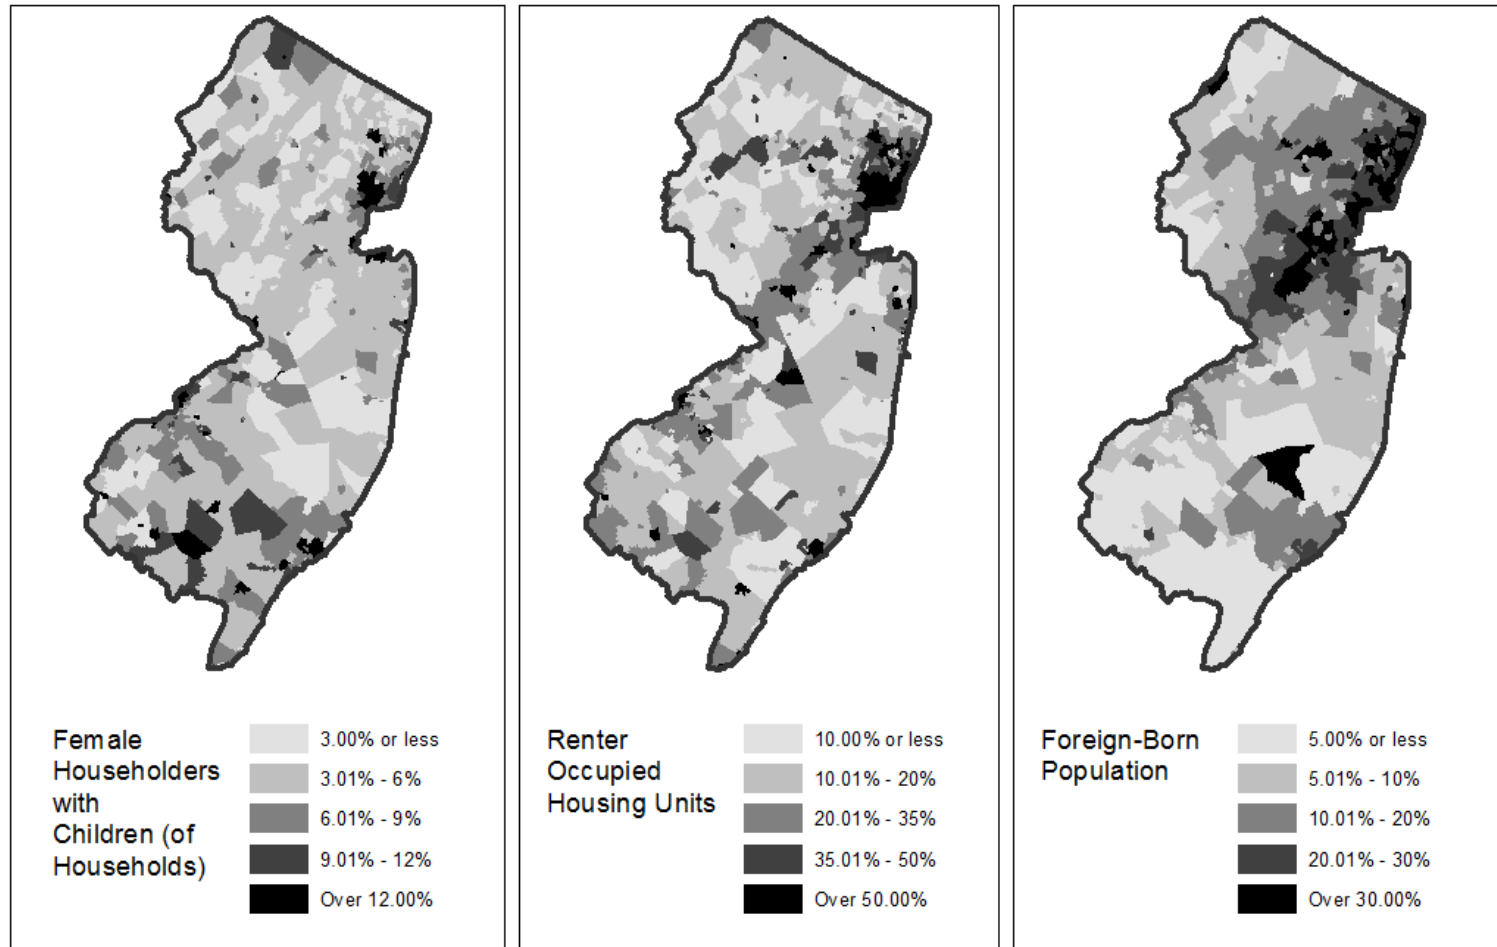 Female
Householders
with
Children (of
Households)
3.00% or less
3.01% - 6%
6.01% - 9%
9.01% - 12%
Over 12.00%
Renter
Occupied
Housing Units
10.00% or less
10.01% - 20%
20.01% - 35%
35.01% - 50%
Over 50.00%
Foreign-Born
Population
5.00% or less
5.01% - 10%
10.01% - 20%
20.01% - 30%
Over 30.00%